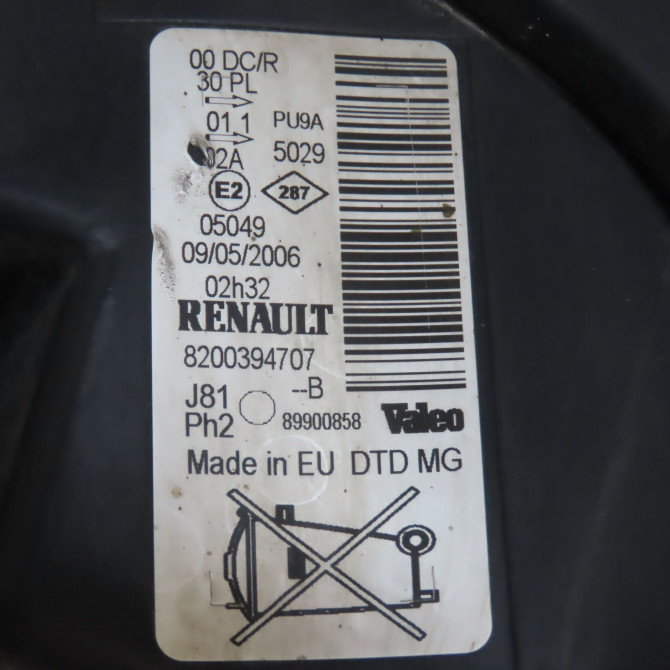 00 DC/R
30 PL
01 1 PU9A
02A 5029
E2 287
05049
09/05/2006
02h32
RENAULT
8200394707
J81 --B
Ph2 89900858 Valeo
Made in EU DTD MG